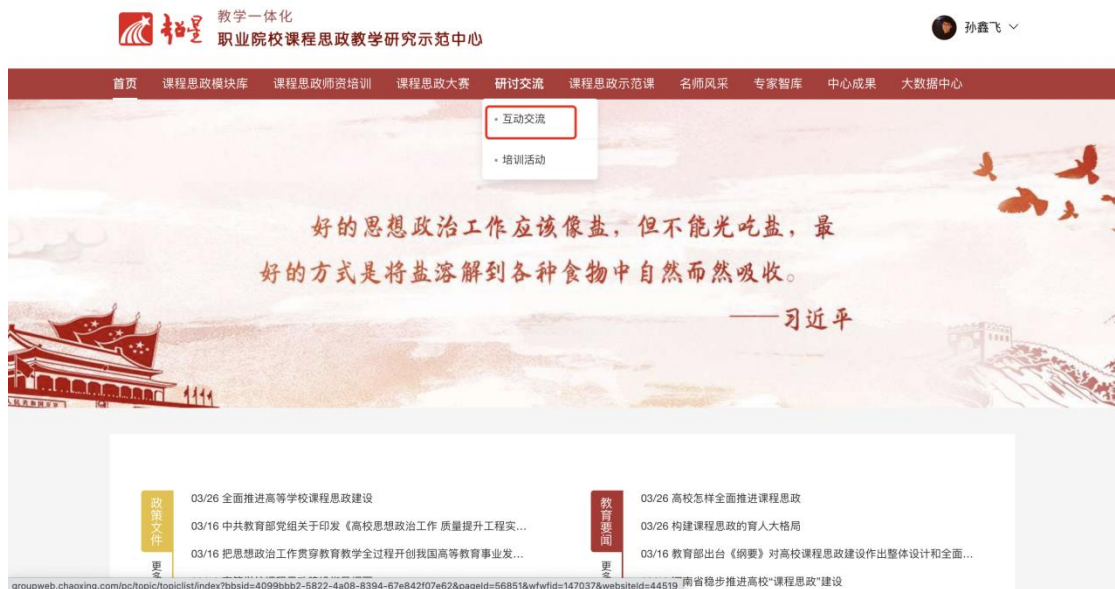 超星
教学一体化
职业院校课程思政教学研究示范中心
孙鑫飞
首页 课程思政模块库 课程思政师资培训 课程思政大赛 研讨交流 课程思政示范课 名师风采 专家智库 中心成果 大数据中心
• 互动交流
• 培训活动
好的思想政治工作应该像盐，但不能光吃盐，最
好的方式是将盐溶解到各种食物中自然而然吸收。
——习近平
政策文件
更多
03/26 全面推进高等学校课程思政建设
03/16 中共教育部党组关于印发《高校思想政治工作 质量提升工程实...
03/16 把思想政治工作贯穿教育教学全过程开创我国高等教育事业发...
教育要闻
更多
03/26 高校怎样全面推进课程思政
03/26 构建课程思政的育人大格局
03/16 教育部出台《纲要》对高校课程思政建设作出整体设计和全面...
河南省稳步推进高校“课程思政”建设
groupweb.chaoxing.com/pc/topic/topiclist/index?bbsid=4099bbb2-5822-4a08-8394-67e842f07e62&pageId=56851&wfwfid=147037&websiteId=44519